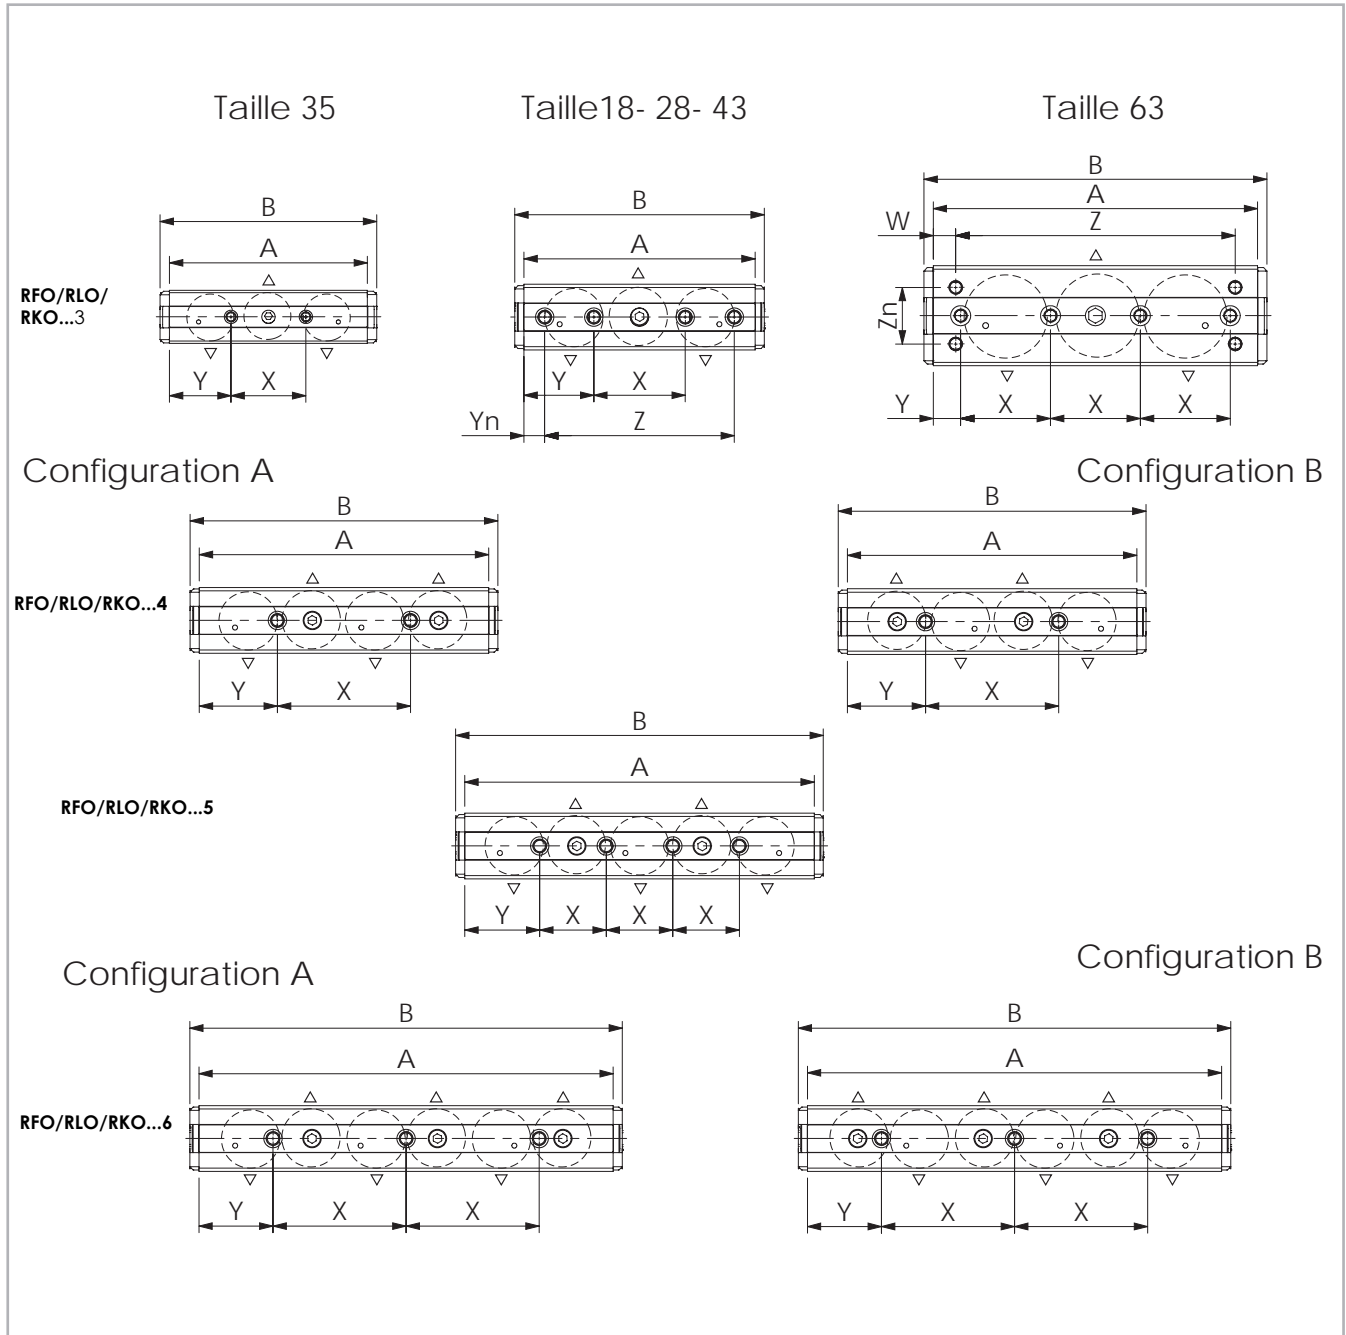 Taille 35
Taille18- 28- 43
Taille 63
B
A
Y X
B
A
Y X
Yn Z
B
A
W Z
Zn
Y X X X
RFO/RLO/
RKO...3
Configuration A
Configuration B
RFO/RLO/RKO...4
B
A
Y X
B
A
Y X
RFO/RLO/RKO...5
B
A
Y X X X
Configuration A
Configuration B
RFO/RLO/RKO...6
B
A
Y X X
B
A
Y X X